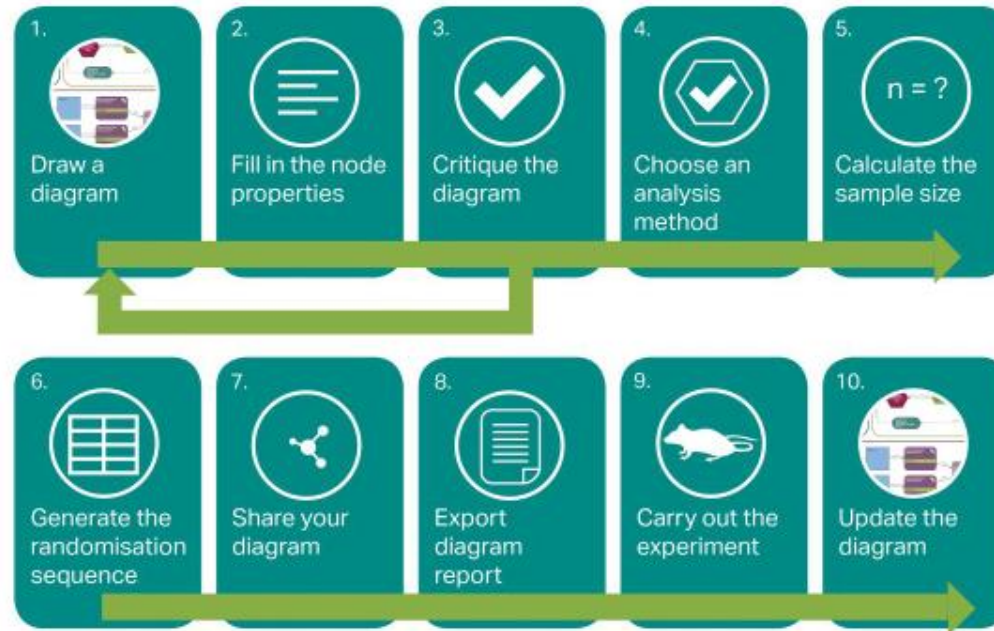 1.
Draw a
diagram
2.
Fill in the node
properties
3.
Critique the
diagram
4.
Choose an
analysis
method
5.
n = ?
Calculate the
sample size
6.
Generate the
randomisation
sequence
7.
Share your
diagram
8.
Export
diagram
report
9.
Carry out the
experiment
10.
Update the
diagram